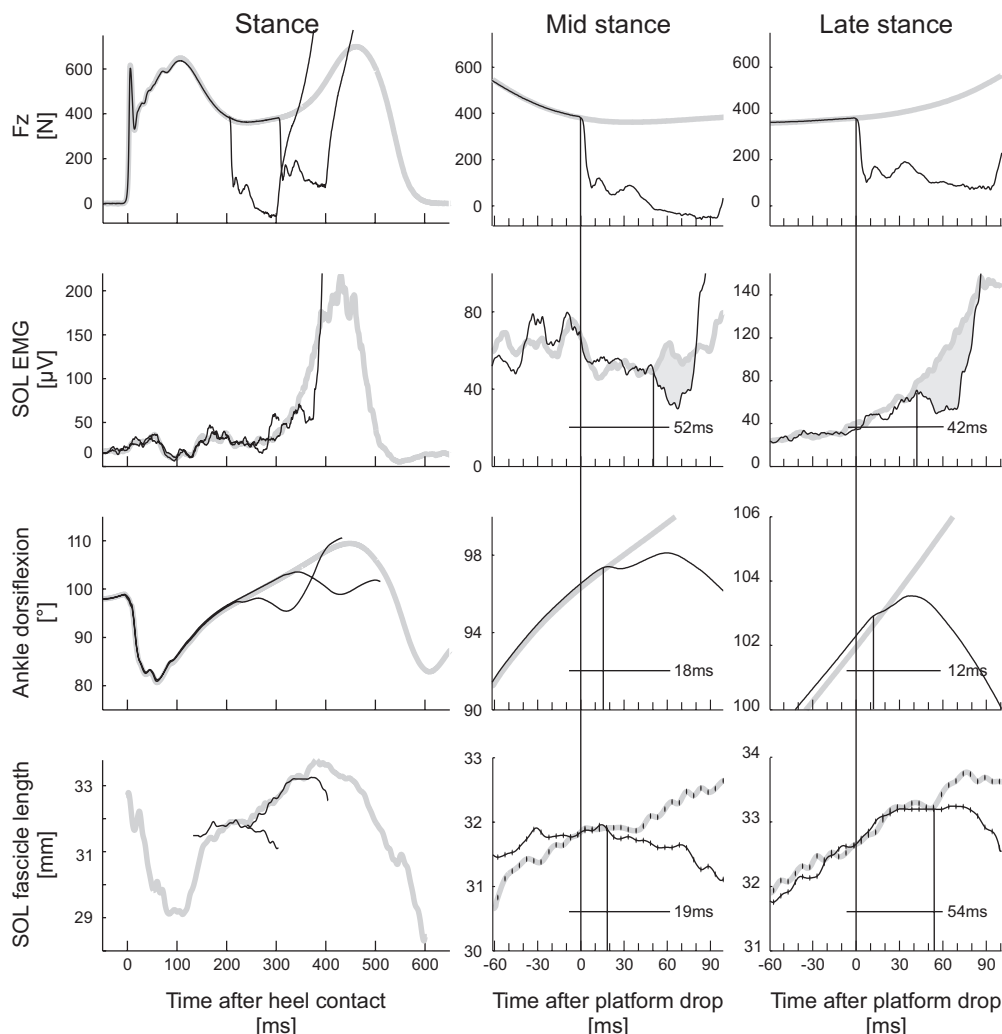 Stance
Mid stance
Late stance
Fz
[N]
600
400
200
0
600
400
200
0
600
400
200
0
SOL EMG
[µV]
200
150
100
50
0
80
40
0
52ms
140
100
60
40
0
42ms
Ankle dorsiflexion
[°]
110
100
90
80
98
94
90
18ms
106
104
102
100
12ms
SOL fascicle length
[mm]
33
31
29
33
32
31
30
19ms
34
33
32
31
54ms
0 100 200 300 400 500 600
-60 -30 0 30 60 90
-60 -30 0 30 60 90
Time after heel contact
[ms]
Time after platform drop
[ms]
Time after platform drop
[ms]